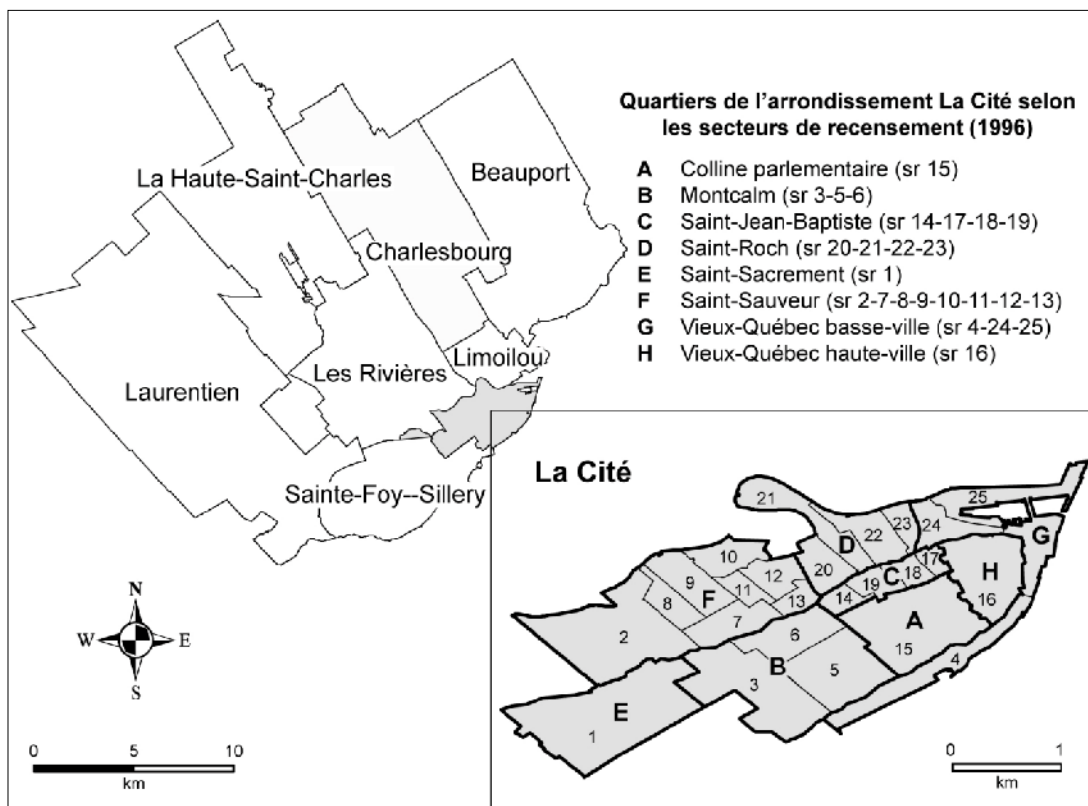 Quartiers de l'arrondissement La Cité selon
les secteurs de recensement (1996)
A Colline parlementaire (sr 15)
B Montcalm (sr 3-5-6)
C Saint-Jean-Baptiste (sr 14-17-18-19)
D Saint-Roch (sr 20-21-22-23)
E Saint-Sacrement (sr 1)
F Saint-Sauveur (sr 2-7-8-9-10-11-12-13)
G Vieux-Québec basse-ville (sr 4-24-25)
H Vieux-Québec haute-ville (sr 16)
La Haute-Saint-Charles
Beauport
Charlesbourg
Limoilou
Les Rivières
Laurentien
Sainte-Foy--Sillery
N
W E
S
0 5 10
km
La Cité
21
25
23
24
22
D
G
10
20
17
18
C
19
H
12
9
11
F
13
14
16
8
7
6
A
2
15
4
B
5
3
E
1
0 1
km